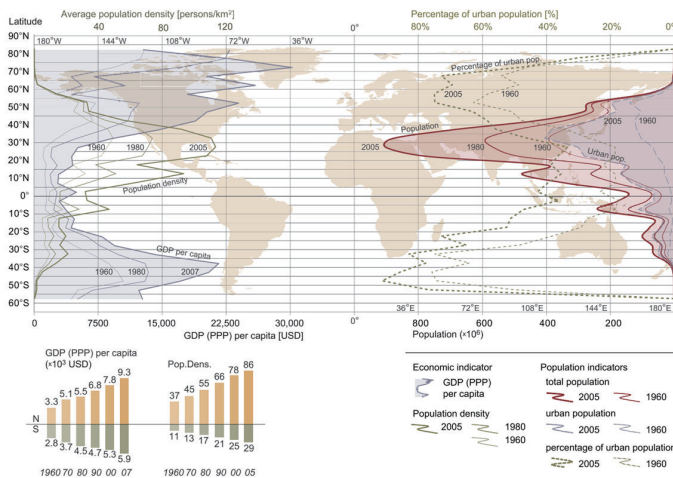 Average population density [persons/km²]
Percentage of urban population [%]
Latitude 40 80 120 80% 60% 40% 20% 0%
90°N 180°W 144°W 108°W 72°W 36°W 0°
80°N
70°N
60°N
50°N
40°N
30°N
20°N
10°N
0°
10°S
20°S
30°S
40°S
50°S
60°S
Percentage of urban pop.
2005 1960
2005
1960
Population
1960 1980 2005
2005 1980 1960
Urban pop.
Population density
GDP per capita
1960 1980 2007
36°E 72°E 108°E 144°E 180°E
0 7500 15,000 22,500 30,000 0° 800 600 400 200
GDP (PPP) per capita [USD]
Population (×10⁶)
GDP (PPP) per capita
(×10³ USD)
3.3 5.1 5.5 6.8 7.8 9.3
N
S
2.8 3.7 4.5 4.7 5.3 5.9
1960 70 80 90 00 07
Pop.Dens.
37 45 55 66 78 86
11 13 17 21 25 29
1960 70 80 90 00 05
Economic indicator
GDP (PPP)
per capita
Population density
2005 1980
1960
Population indicators
total population
2005 1960
urban population
2005 1960
percentage of urban population
2005 1960